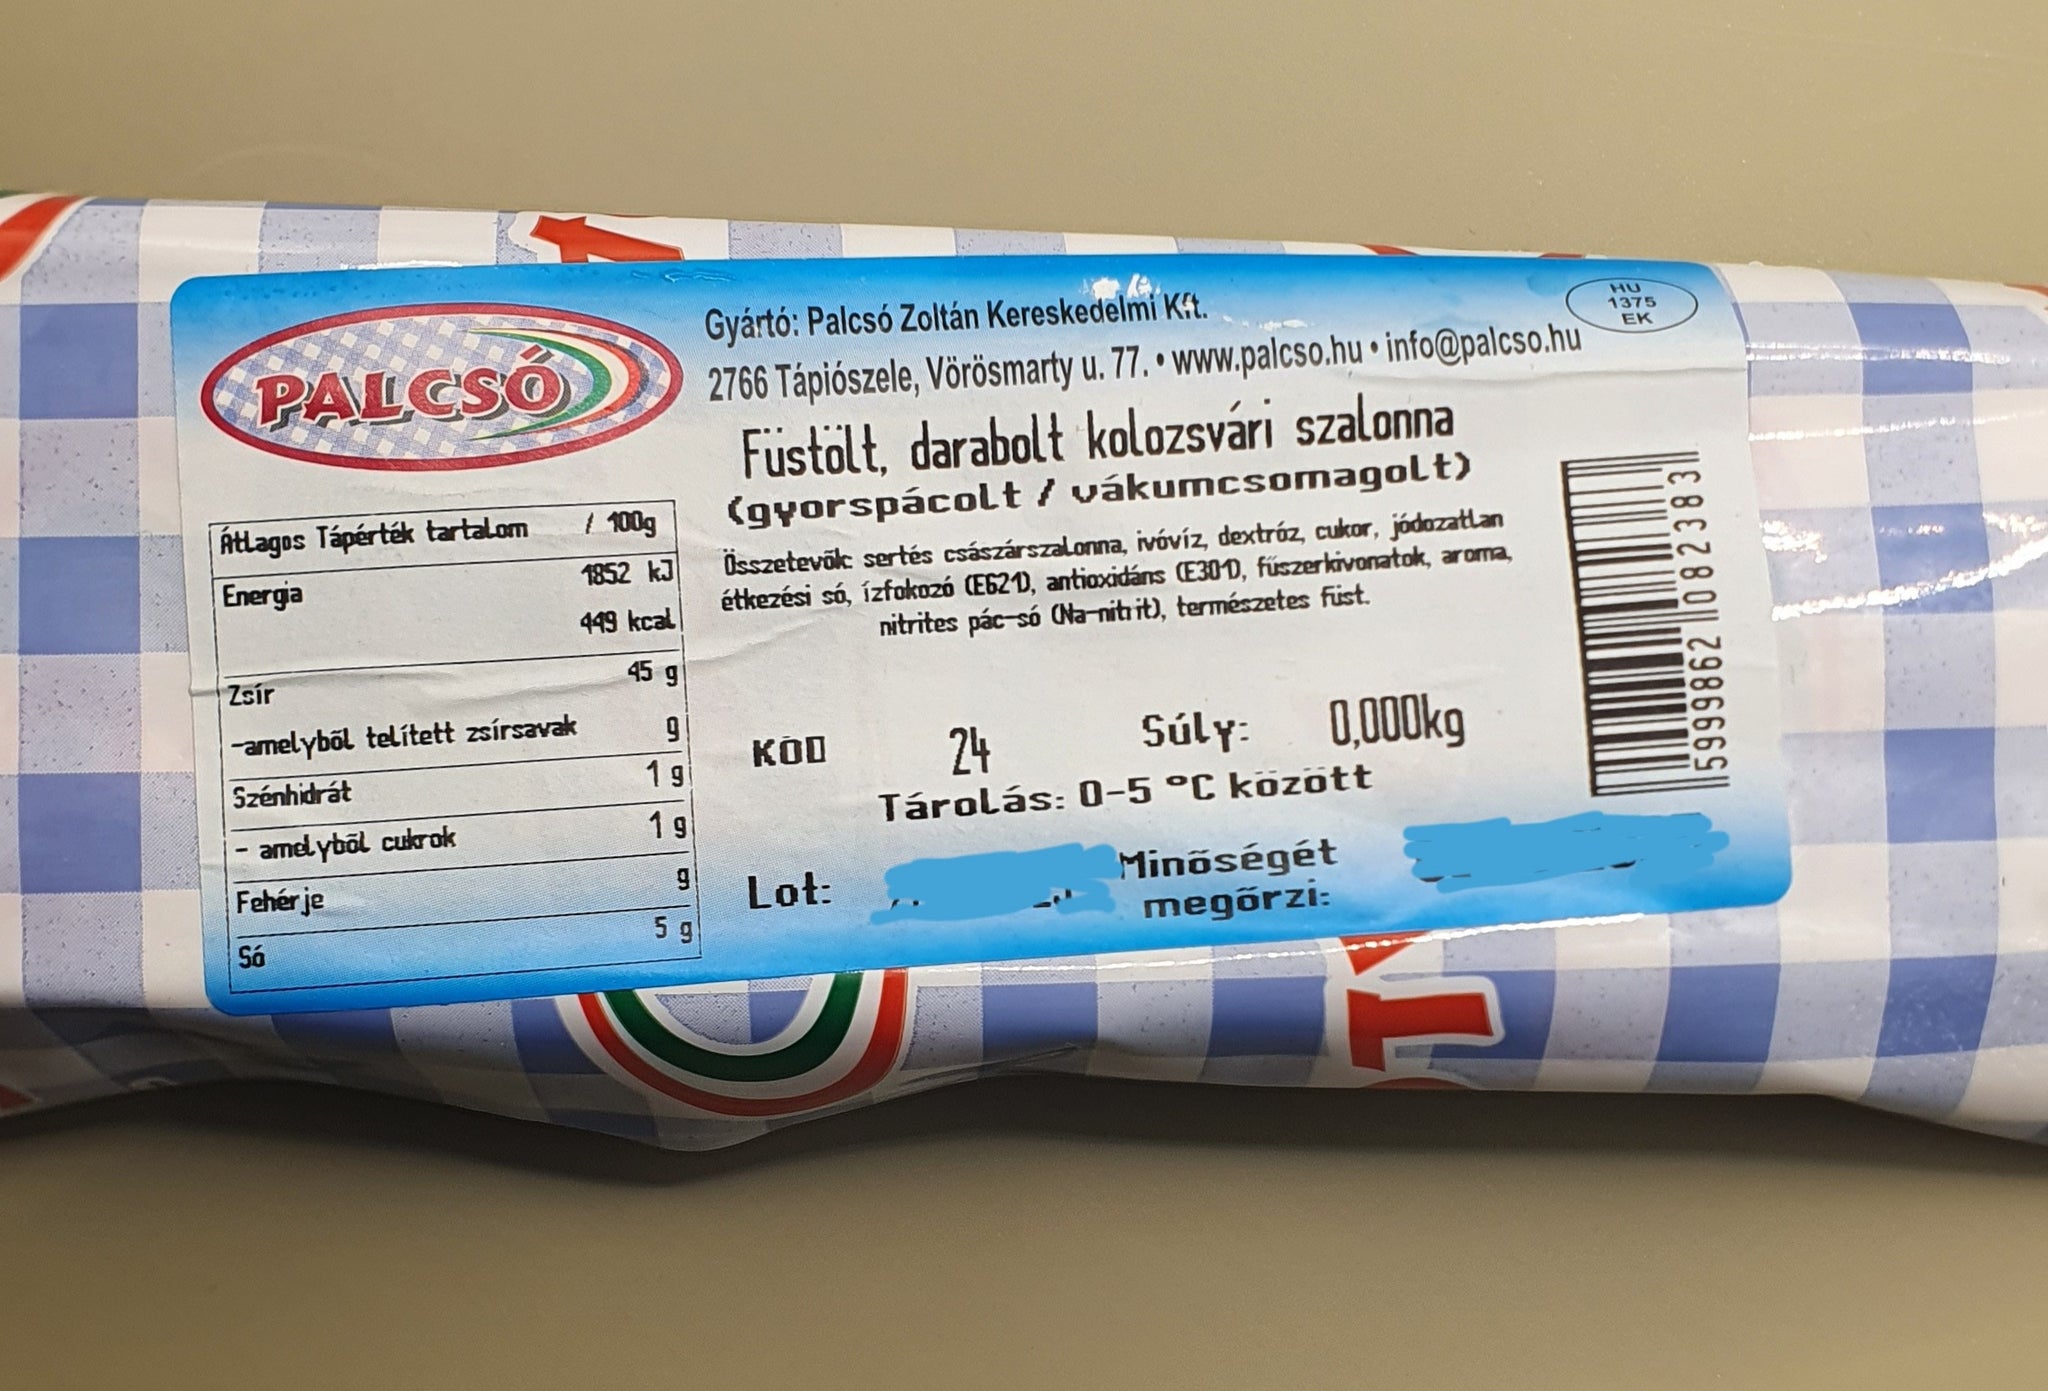 PALCSÓ
Gyártó: Palcsó Zoltán Kereskedelmi Kft.
2766 Tápiószele, Vörösmarty u. 77. • www.palcso.hu • info@palcso.hu
HU
1375
EK
Füstölt, darabolt kolozsvári szalonna
(gyorspácolt / vákumcsomagolt)
Összetevők: sertés császárszalonna, ivóvíz, dextróz, cukor, jódozatlan
étkezési só, ízfokozó (E621), antioxidáns (E301), fűszerkivonatok, aroma,
nitrites pác-só (Na-nitrit), természetes füst.
Átlagos Tápérték tartalom / 100g
Energia 1852 kJ
449 kcal
Zsír 45 g
-amelyből telített zsírsavak g
Szénhidrát 1 g
- amelyből cukrok 1 g
Fehérje g
Só 5 g
KÓD 24 Súly: 0,000kg
Tárolás: 0-5 °C között
Lot:
Minőségét
megőrzi:
5999862 082383